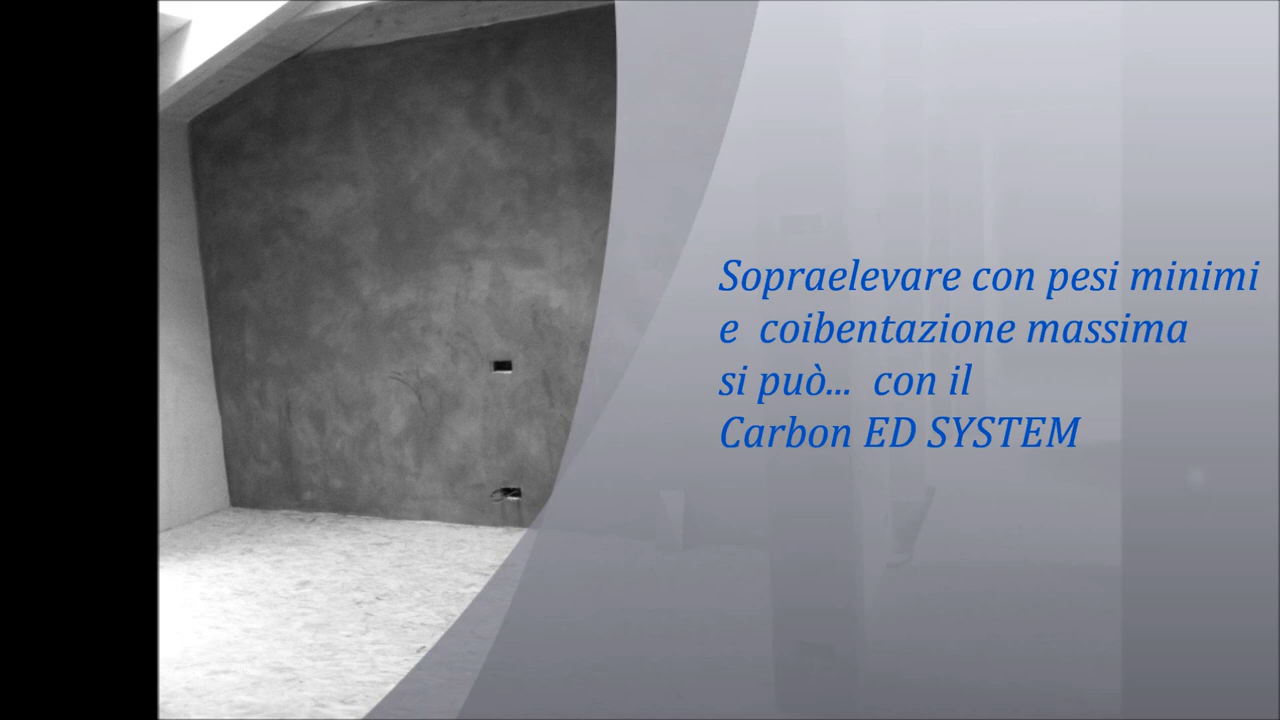 Sopraelevare con pesi minimi
e coibentazione massima
si può... con il
Carbon ED SYSTEM